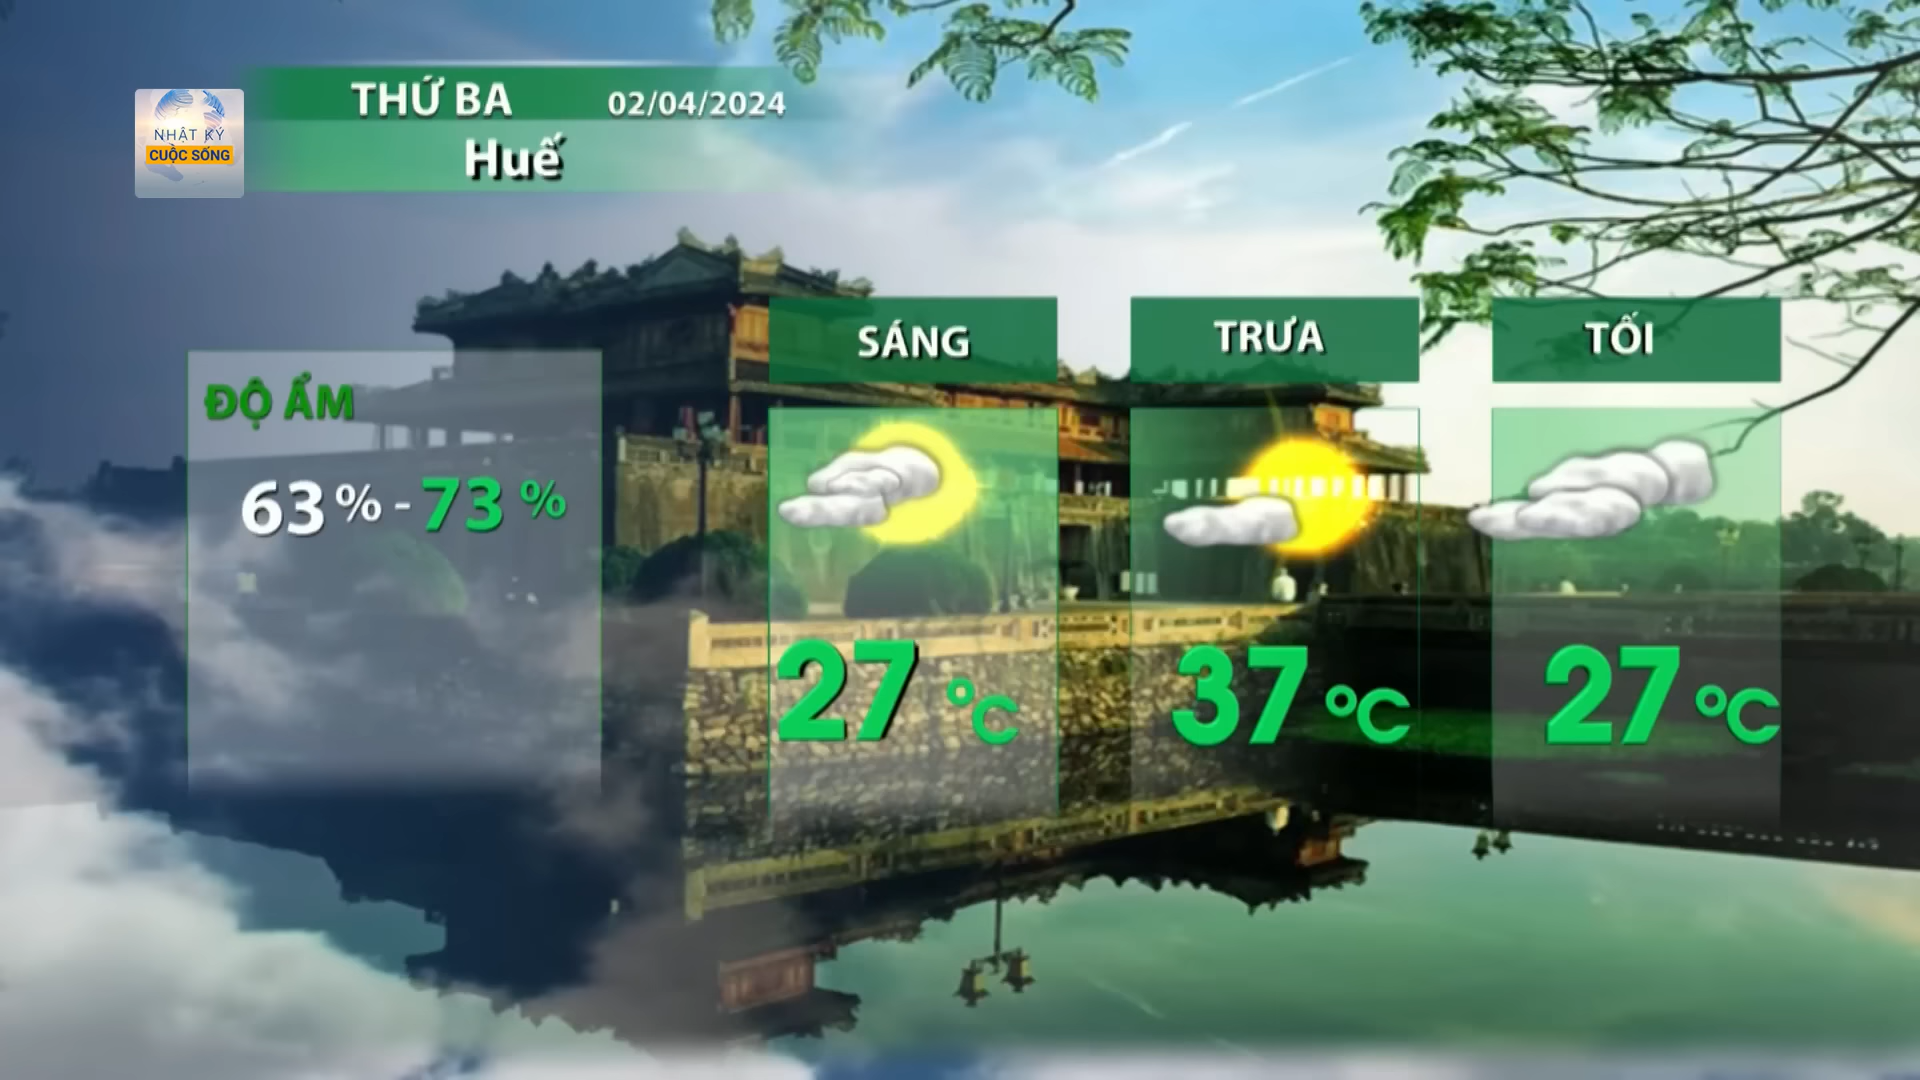 THỨ BA 02/04/2024
NHẬT KÝ
CUỘC SỐNG
Huế
ĐỘ ẨM
63% - 73%
SÁNG
TRƯA
TỐI
27 °C
37 °C
27 °C